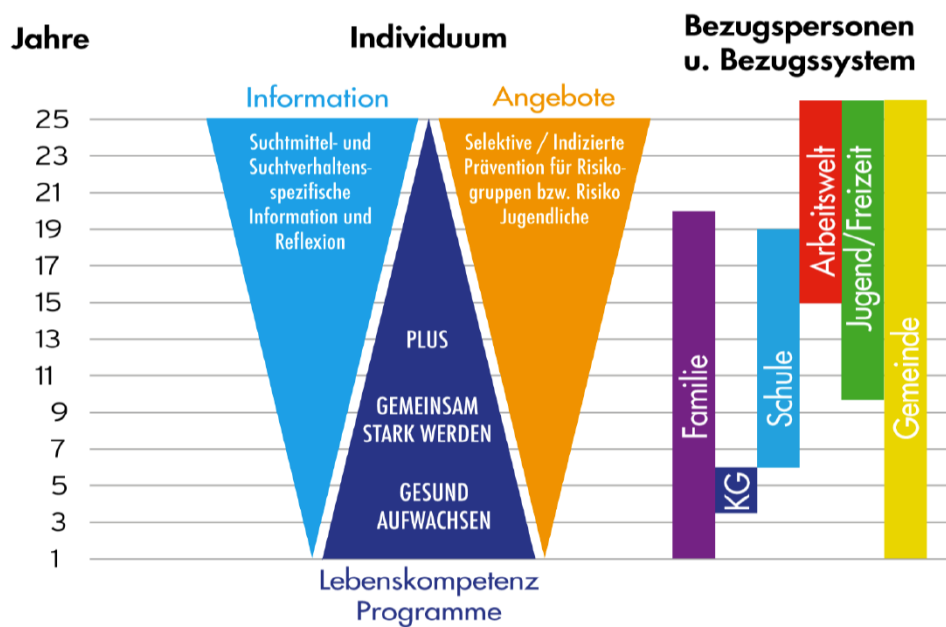 Jahre
Individuum
Bezugspersonen
u. Bezugssystem
Information
Angebote
25
23
21
19
17
15
13
11
9
7
5
3
1
Suchtmittel- und
Suchtverhaltens-
spezifische
Information und
Reflexion
Selektive / Indizierte
Prävention für Risiko-
gruppen bzw. Risiko
Jugendliche
PLUS
GEMEINSAM
STARK WERDEN
GESUND
AUFWACHSEN
Lebenskompetenz
Programme
Familie
KG
Schule
Arbeitswelt
Jugend/Freizeit
Gemeinde